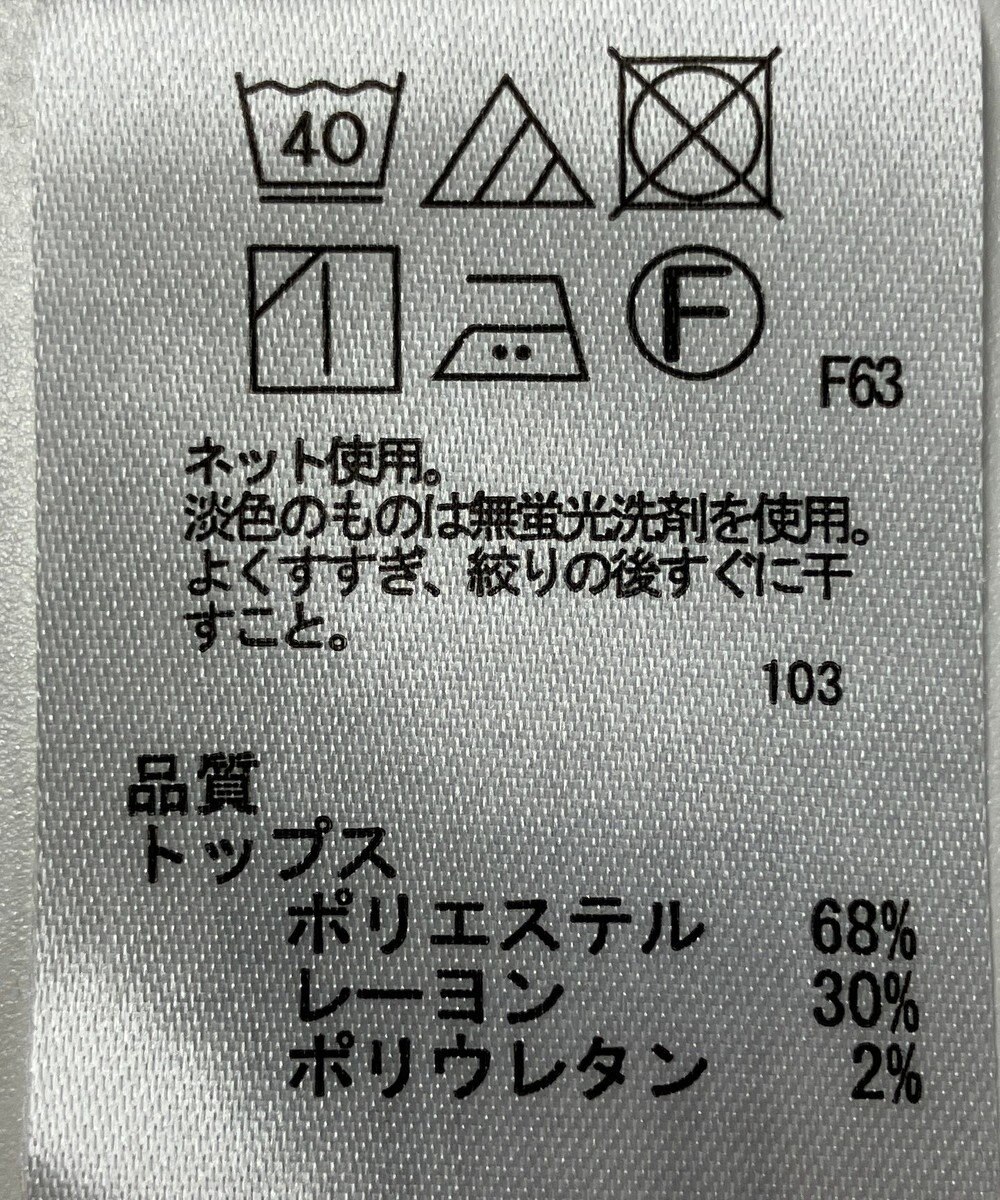 40
F
F63
ネット使用。
淡色のものは無蛍光洗剤を使用。
よくすすぎ、絞りの後すぐに干
すこと。
103
品質
トップス
ポリエステル 68%
レーヨン 30%
ポリウレタン 2%